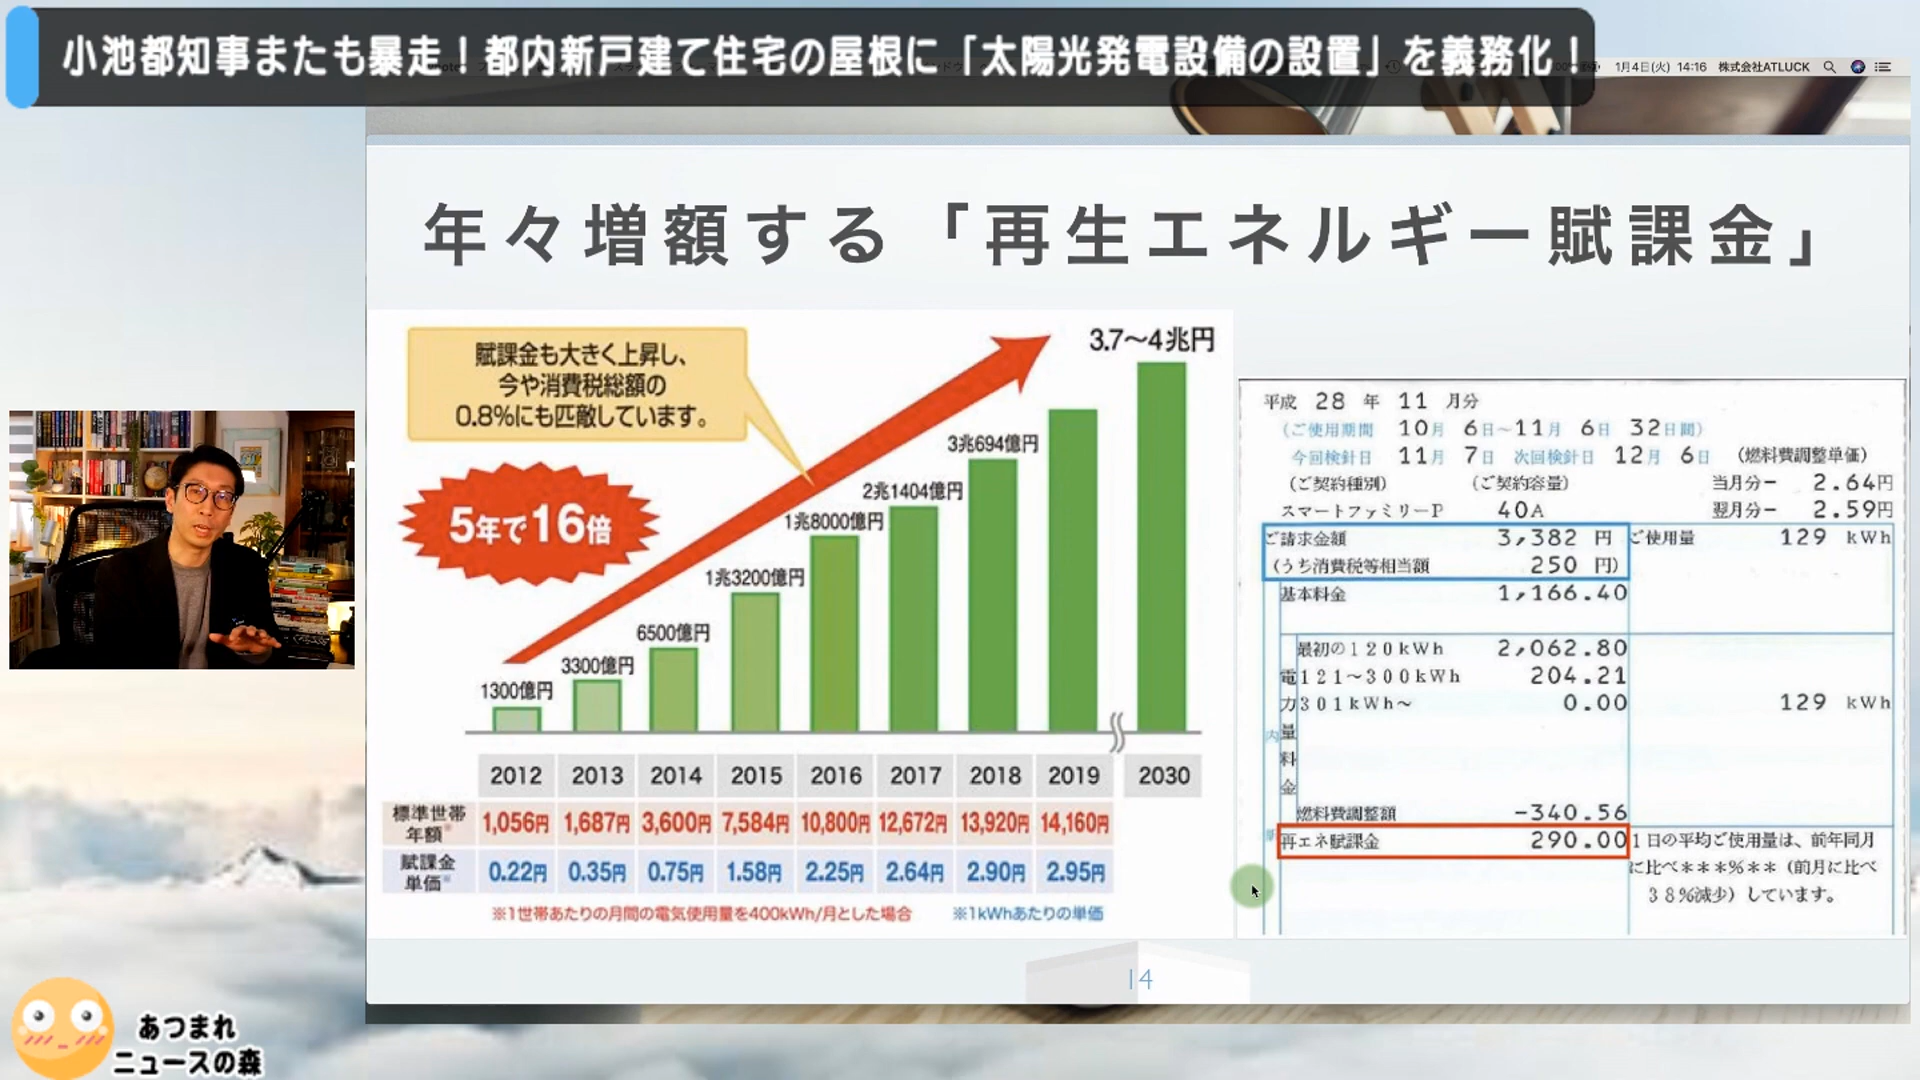 小池都知事またも暴走！都内新戸建て住宅の屋根に「太陽光発電設備の設置」を義務化！
1月4日(火) 14:16 株式会社ATLUCK
年々増額する「再生エネルギー賦課金」
賦課金も大きく上昇し、
今や消費税総額の
0.8%にも匹敵しています。
5年で16倍
1300億円
3300億円
6500億円
1兆3200億円
1兆8000億円
2兆1404億円
3兆694億円
3.7〜4兆円
2012 2013 2014 2015 2016 2017 2018 2019 2030
標準世帯年額※ 1,056円 1,687円 3,600円 7,584円 10,800円 12,672円 13,920円 14,160円
賦課金単価※ 0.22円 0.35円 0.75円 1.58円 2.25円 2.64円 2.90円 2.95円
※1世帯あたりの月間の電気使用量を400kWh/月とした場合 ※1kWhあたりの単価
平成 28 年 11 月分
（ご使用期間 10月 6日〜11月 6日 32日間）
今回検針日 11月 7日 次回検針日 12月 6日 （燃料費調整単価）
（ご契約種別） （ご契約容量） 当月分− 2.64円
スマートファミリーP 40A 翌月分− 2.59円
ご請求金額 3,382 円 ご使用量 129 kWh
（うち消費税等相当額 250 円）
基本料金 1,166.40
最初の120kWh 2,062.80
121〜300kWh 204.21
301kWh〜 0.00 129 kWh
電力量料金
内
燃料費調整額 −340.56
再エネ賦課金 290.00
1日の平均ご使用量は、前年同月
に比べ＊＊＊%＊＊（前月に比べ
38%減少）しています。
14
あつまれ
ニュースの森